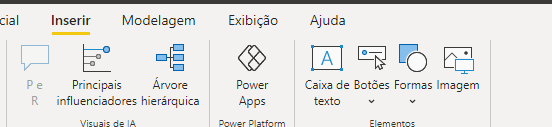 cial Inserir Modelagem Exibição Ajuda
P e R
Principais influenciadores
Árvore hierárquica
Power Apps
Caixa de texto
Botões
Formas
Imagem
Visuais de IA
Power Platform
Elementos